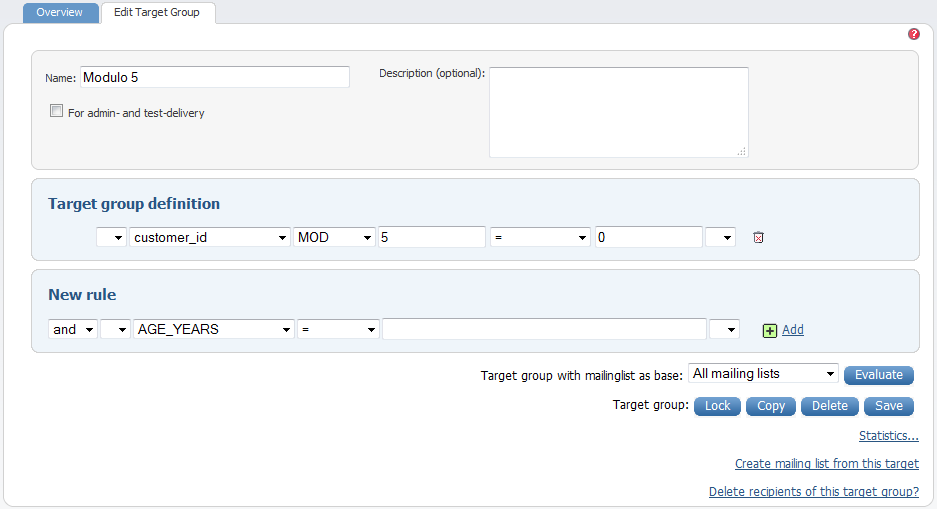 Overview Edit Target Group
?
Name: Modulo 5 Description (optional):
For admin- and test-delivery
Target group definition
customer_id MOD 5 = 0
New rule
and AGE_YEARS = Add
Target group with mailinglist as base: All mailing lists Evaluate
Target group: Lock Copy Delete Save
Statistics...
Create mailing list from this target
Delete recipients of this target group?